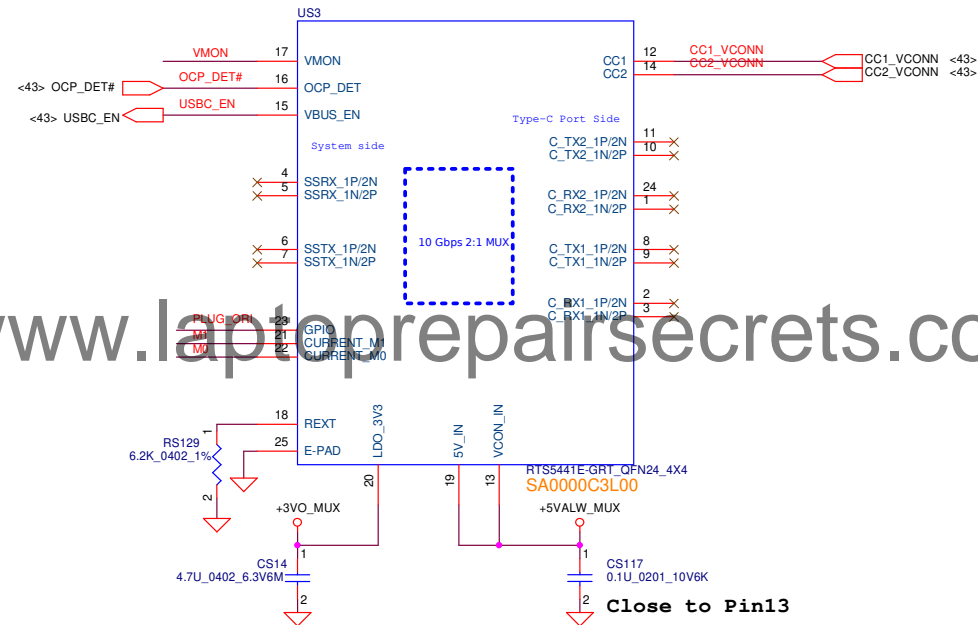 US3
VMON 17 VMON
<43> OCP_DET# OCP_DET# 16 OCP_DET
<43> USBC_EN USBC_EN 15 VBUS_EN
CC1 12 CC1_VCONN CC1_VCONN <43>
CC2 14 CC2_VCONN CC2_VCONN <43>
System side
Type-C Port Side
4 SSRX_1P/2N
5 SSRX_1N/2P
6 SSTX_1P/2N
7 SSTX_1N/2P
10 Gbps 2:1 MUX
C_TX2_1P/2N 11
C_TX2_1N/2P 10
C_RX2_1P/2N 24
C_RX2_1N/2P 1
C_TX1_1P/2N 8
C_TX1_1N/2P 9
C_RX1_1P/2N 2
C_RX1_1N/2P 3
www.laptoprepairsecrets.co
PLUG_ORI 23 GPIO
M1 21 CURRENT_M1
M0 22 CURRENT_M0
18 REXT
25 E-PAD
RS129
6.2K_0402_1%
1
2
LDO_3V3
5V_IN
VCON_IN
20
19
13
RTS5441E-GRT_QFN24_4X4
SA0000C3L00
+3VO_MUX
+5VALW_MUX
CS14
4.7U_0402_6.3V6M
1
2
CS117
0.1U_0201_10V6K
1
2
Close to Pin13